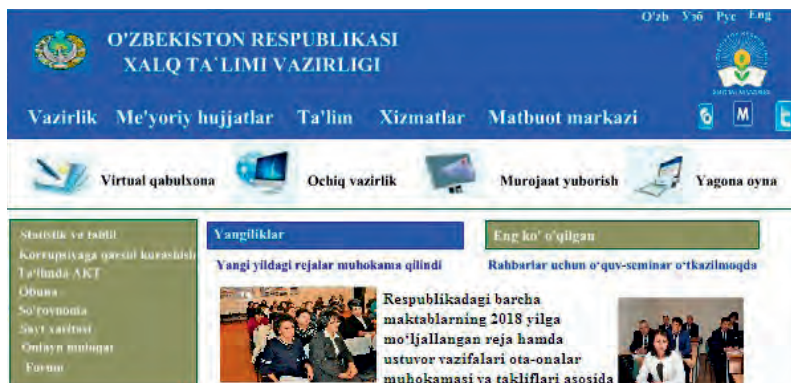 O'zb Ўзб Рус Eng
O'ZBEKISTON RESPUBLIKASI
XALQ TA`LIMI VAZIRLIGI
Vazirlik Me'yoriy hujjatlar Ta'lim Xizmatlar Matbuot markazi
M
Virtual qabulxona Ochiq vazirlik Murojaat yuborish Yagona oyna
Statistik va tahlil
Korrupsiyaga qarsul kurashish
Ta'limda AKT
Obuna
So'rovnoma
Sayt xaritasi
Onlayn muloqat
Forum
Yangiliklar
Yangi yildagi rejalar muhokama qilindi
Respublikadagi barcha
maktablarning 2018 yilga
mo‘ljallangan reja hamda
ustuvor vazifalari ota-onalar
muhokamasi va takliflari asosida
Eng ko' o'qilgan
Rahbarlar uchun o‘quv-seminar o‘tkazilmoqda